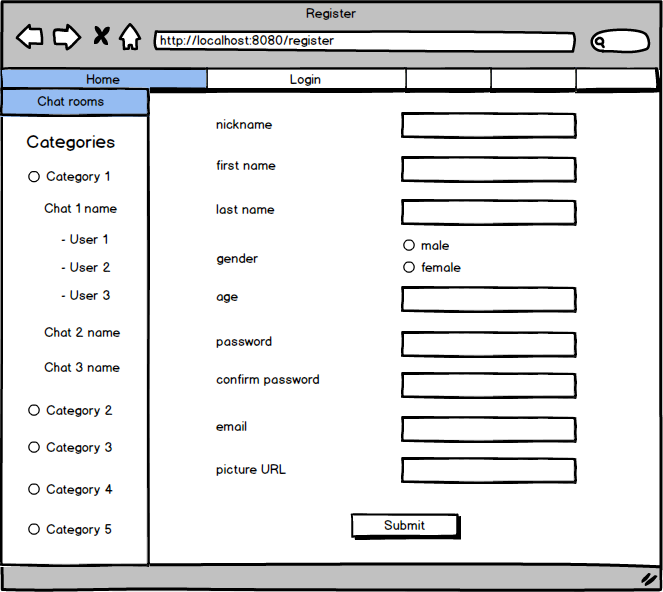 Register
http://localhost:8080/register
Home
Login
Chat rooms
Categories
Category 1
Chat 1 name
- User 1
- User 2
- User 3
Chat 2 name
Chat 3 name
Category 2
Category 3
Category 4
Category 5
nickname
first name
last name
gender
male
female
age
password
confirm password
email
picture URL
Submit